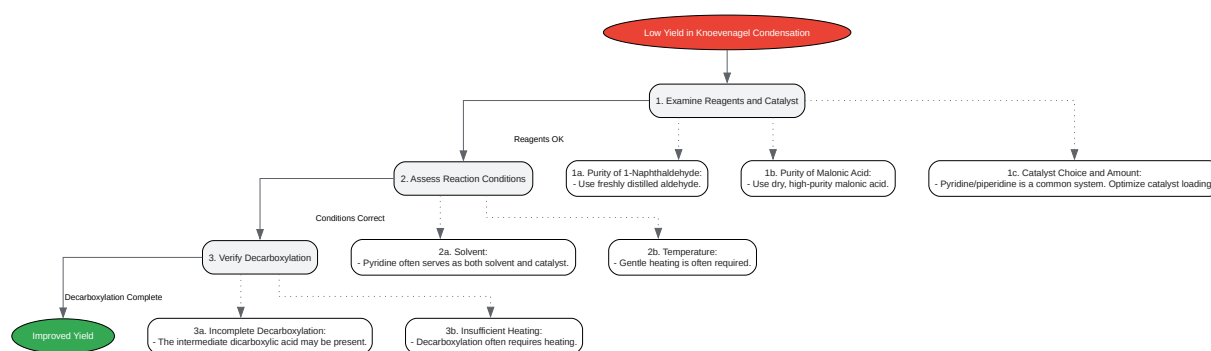 Low Yield in Knoevenagel Condensation
1. Examine Reagents and Catalyst
Reagents OK
1a. Purity of 1-Naphthaldehyde:
- Use freshly distilled aldehyde.
1b. Purity of Malonic Acid:
- Use dry, high-purity malonic acid.
1c. Catalyst Choice and Amount:
- Pyridine/piperidine is a common system. Optimize catalyst loading
2. Assess Reaction Conditions
Conditions Correct
2a. Solvent:
- Pyridine often serves as both solvent and catalyst.
2b. Temperature:
- Gentle heating is often required.
3. Verify Decarboxylation
Decarboxylation Complete
Improved Yield
3a. Incomplete Decarboxylation:
- The intermediate dicarboxylic acid may be present.
3b. Insufficient Heating:
- Decarboxylation often requires heating.